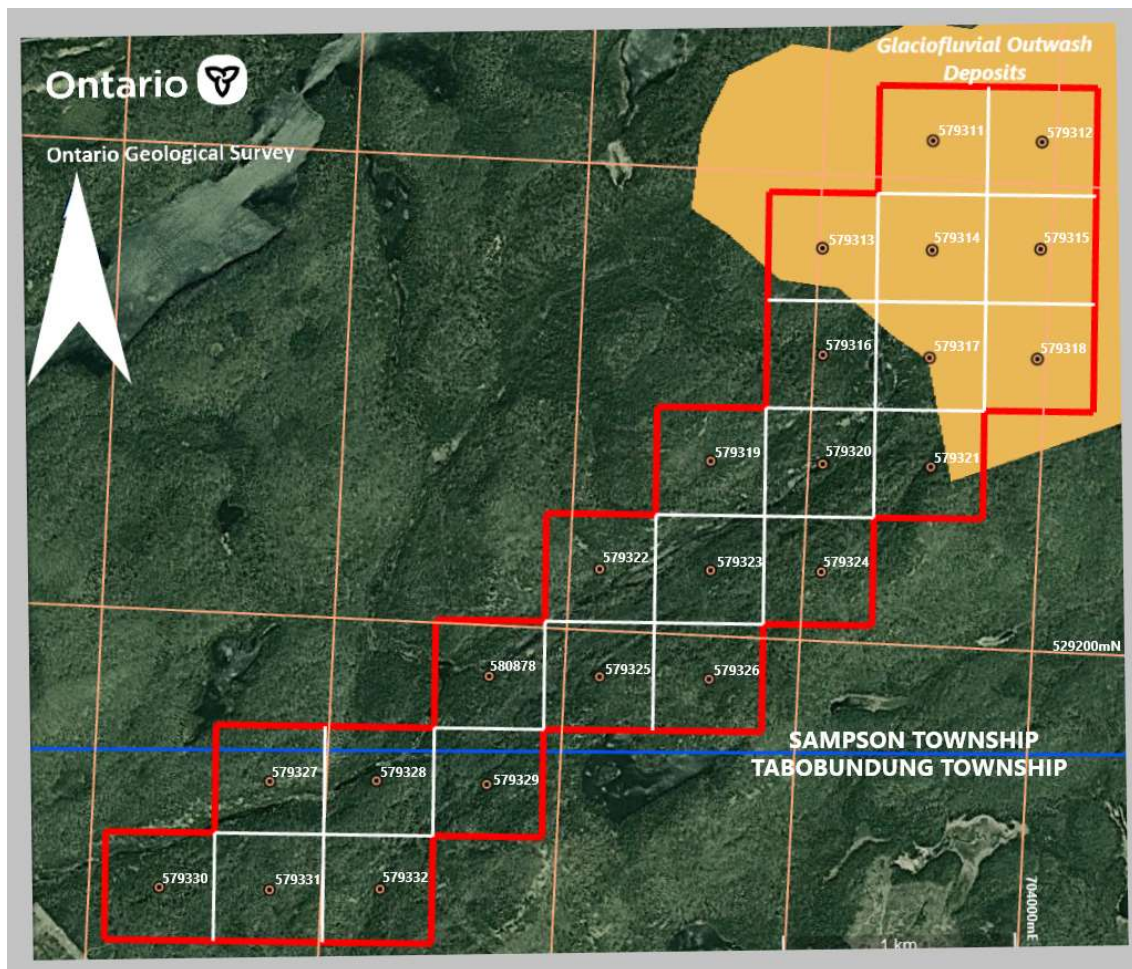 Glaciofluvial Outwash
Deposits
Ontario
Ontario Geological Survey
579311
579312
579313
579314
579315
579316
579317
579318
579319
579320
579321
579322
579323
579324
580878
579325
579326
529200mN
SAMPSON TOWNSHIP
TABOBUNDUNG TOWNSHIP
579327
579328
579329
579330
579331
579332
704000mE
1 km